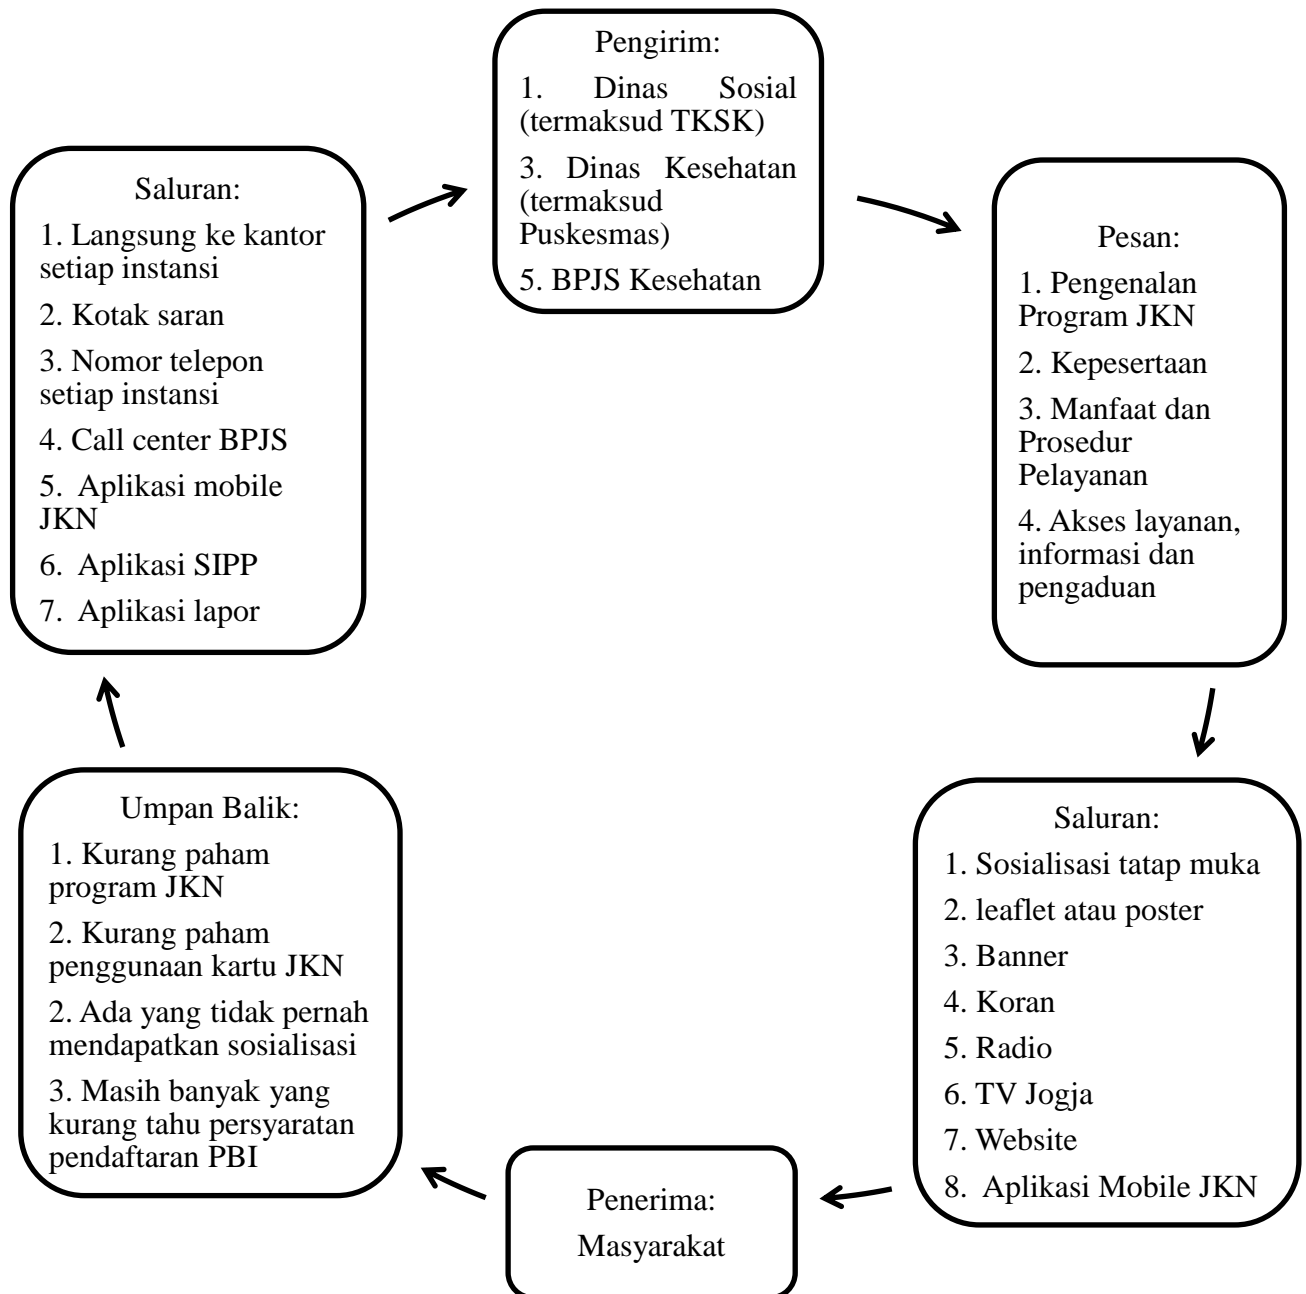 Pengirim:
1. Dinas Sosial
(termaksud TKSK)
3. Dinas Kesehatan
(termaksud
Puskesmas)
5. BPJS Kesehatan
Pesan:
1. Pengenalan
Program JKN
2. Kepesertaan
3. Manfaat dan
Prosedur
Pelayanan
4. Akses layanan,
informasi dan
pengaduan
Saluran:
1. Sosialisasi tatap muka
2. leaflet atau poster
3. Banner
4. Koran
5. Radio
6. TV Jogja
7. Website
8. Aplikasi Mobile JKN
Penerima:
Masyarakat
Umpan Balik:
1. Kurang paham
program JKN
2. Kurang paham
penggunaan kartu JKN
2. Ada yang tidak pernah
mendapatkan sosialisasi
3. Masih banyak yang
kurang tahu persyaratan
pendaftaran PBI
Saluran:
1. Langsung ke kantor
setiap instansi
2. Kotak saran
3. Nomor telepon
setiap instansi
4. Call center BPJS
5. Aplikasi mobile
JKN
6. Aplikasi SIPP
7. Aplikasi lapor